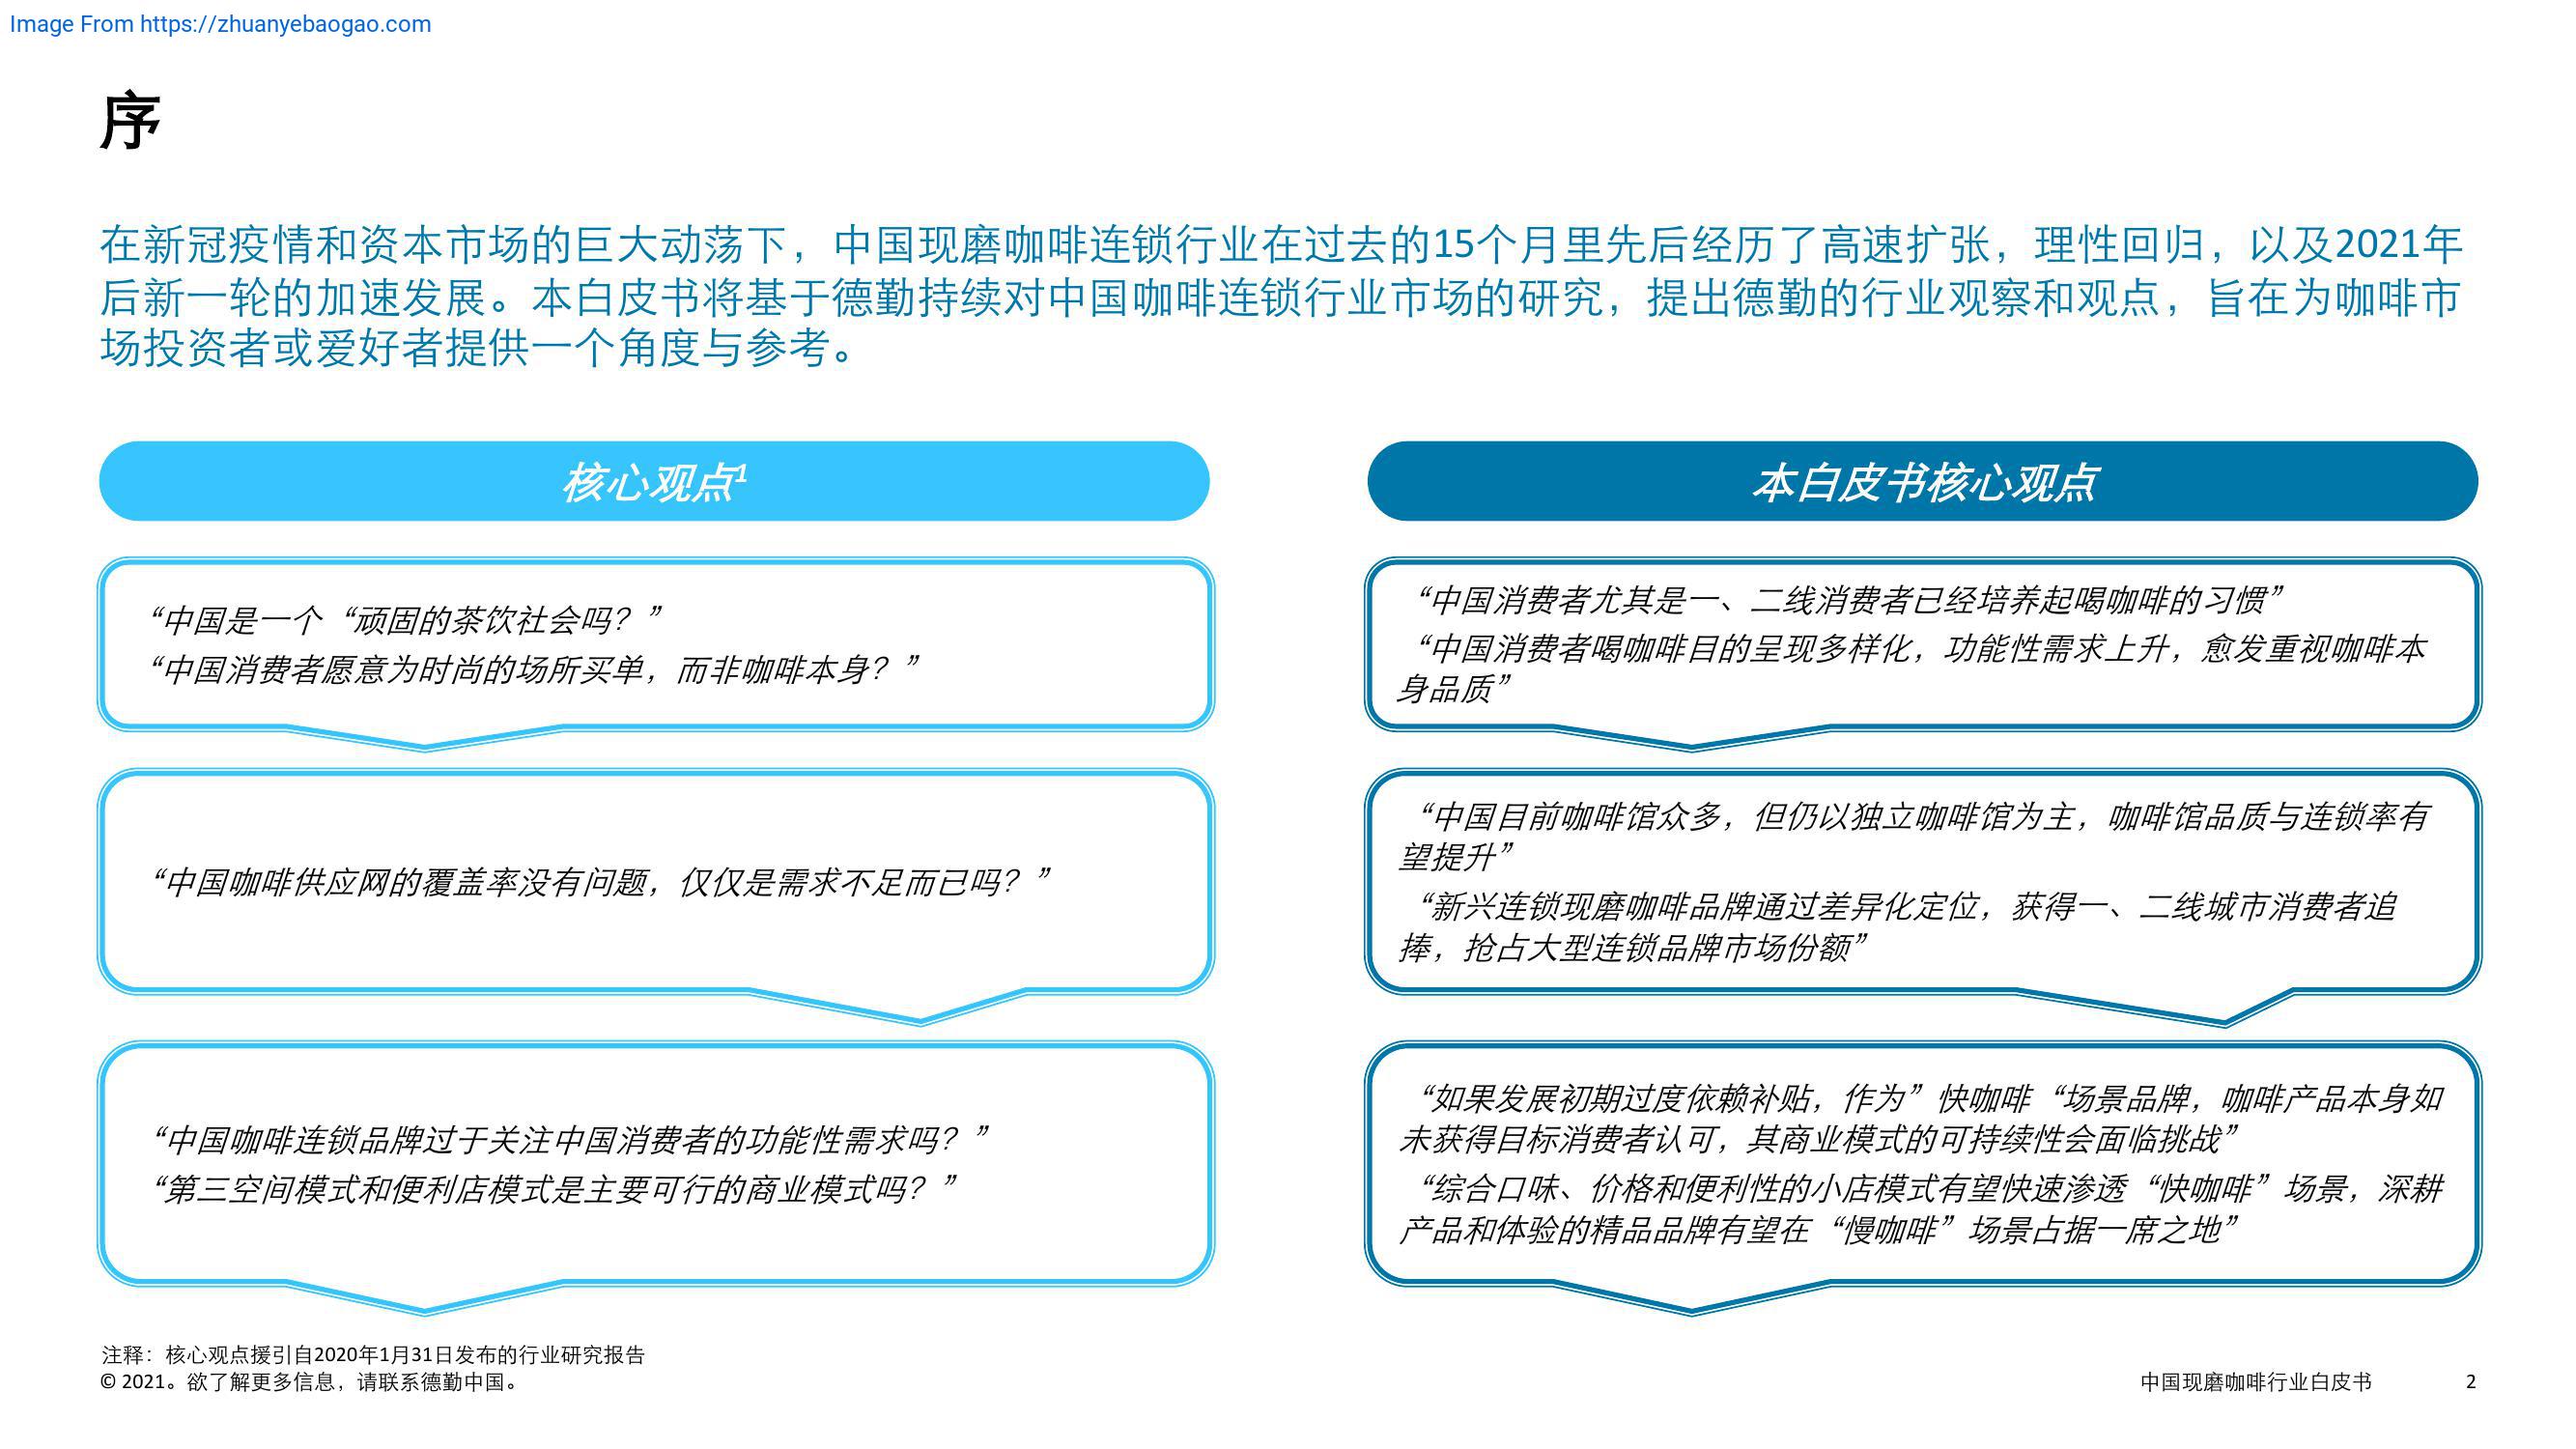 Image From https://zhuanyebaogao.com
序
在新冠疫情和资本市场的巨大动荡下，中国现磨咖啡连锁行业在过去的15个月里先后经历了高速扩张，理性回归，以及2021年
后新一轮的加速发展。本白皮书将基于德勤持续对中国咖啡连锁行业市场的研究，提出德勤的行业观察和观点，旨在为咖啡市
场投资者或爱好者提供一个角度与参考。
核心观点1
“中国是一个“顽固的茶饮社会吗？”
“中国消费者愿意为时尚的场所买单，而非咖啡本身？”
“中国咖啡供应网的覆盖率没有问题，仅仅是需求不足而已吗？”
“中国咖啡连锁品牌过于关注中国消费者的功能性需求吗？”
“第三空间模式和便利店模式是主要可行的商业模式吗？”
本白皮书核心观点
“中国消费者尤其是一、二线消费者已经培养起喝咖啡的习惯”
“中国消费者喝咖啡目的呈现多样化，功能性需求上升，愈发重视咖啡本
身品质”
“中国目前咖啡馆众多，但仍以独立咖啡馆为主，咖啡馆品质与连锁率有
望提升”
“新兴连锁现磨咖啡品牌通过差异化定位，获得一、二线城市消费者追
捧，抢占大型连锁品牌市场份额”
“如果发展初期过度依赖补贴，作为”快咖啡“场景品牌，咖啡产品本身如
未获得目标消费者认可，其商业模式的可持续性会面临挑战”
“综合口味、价格和便利性的小店模式有望快速渗透“快咖啡”场景，深耕
产品和体验的精品品牌有望在“慢咖啡”场景占据一席之地”
注释：核心观点援引自2020年1月31日发布的行业研究报告
© 2021。欲了解更多信息，请联系德勤中国。
中国现磨咖啡行业白皮书 2